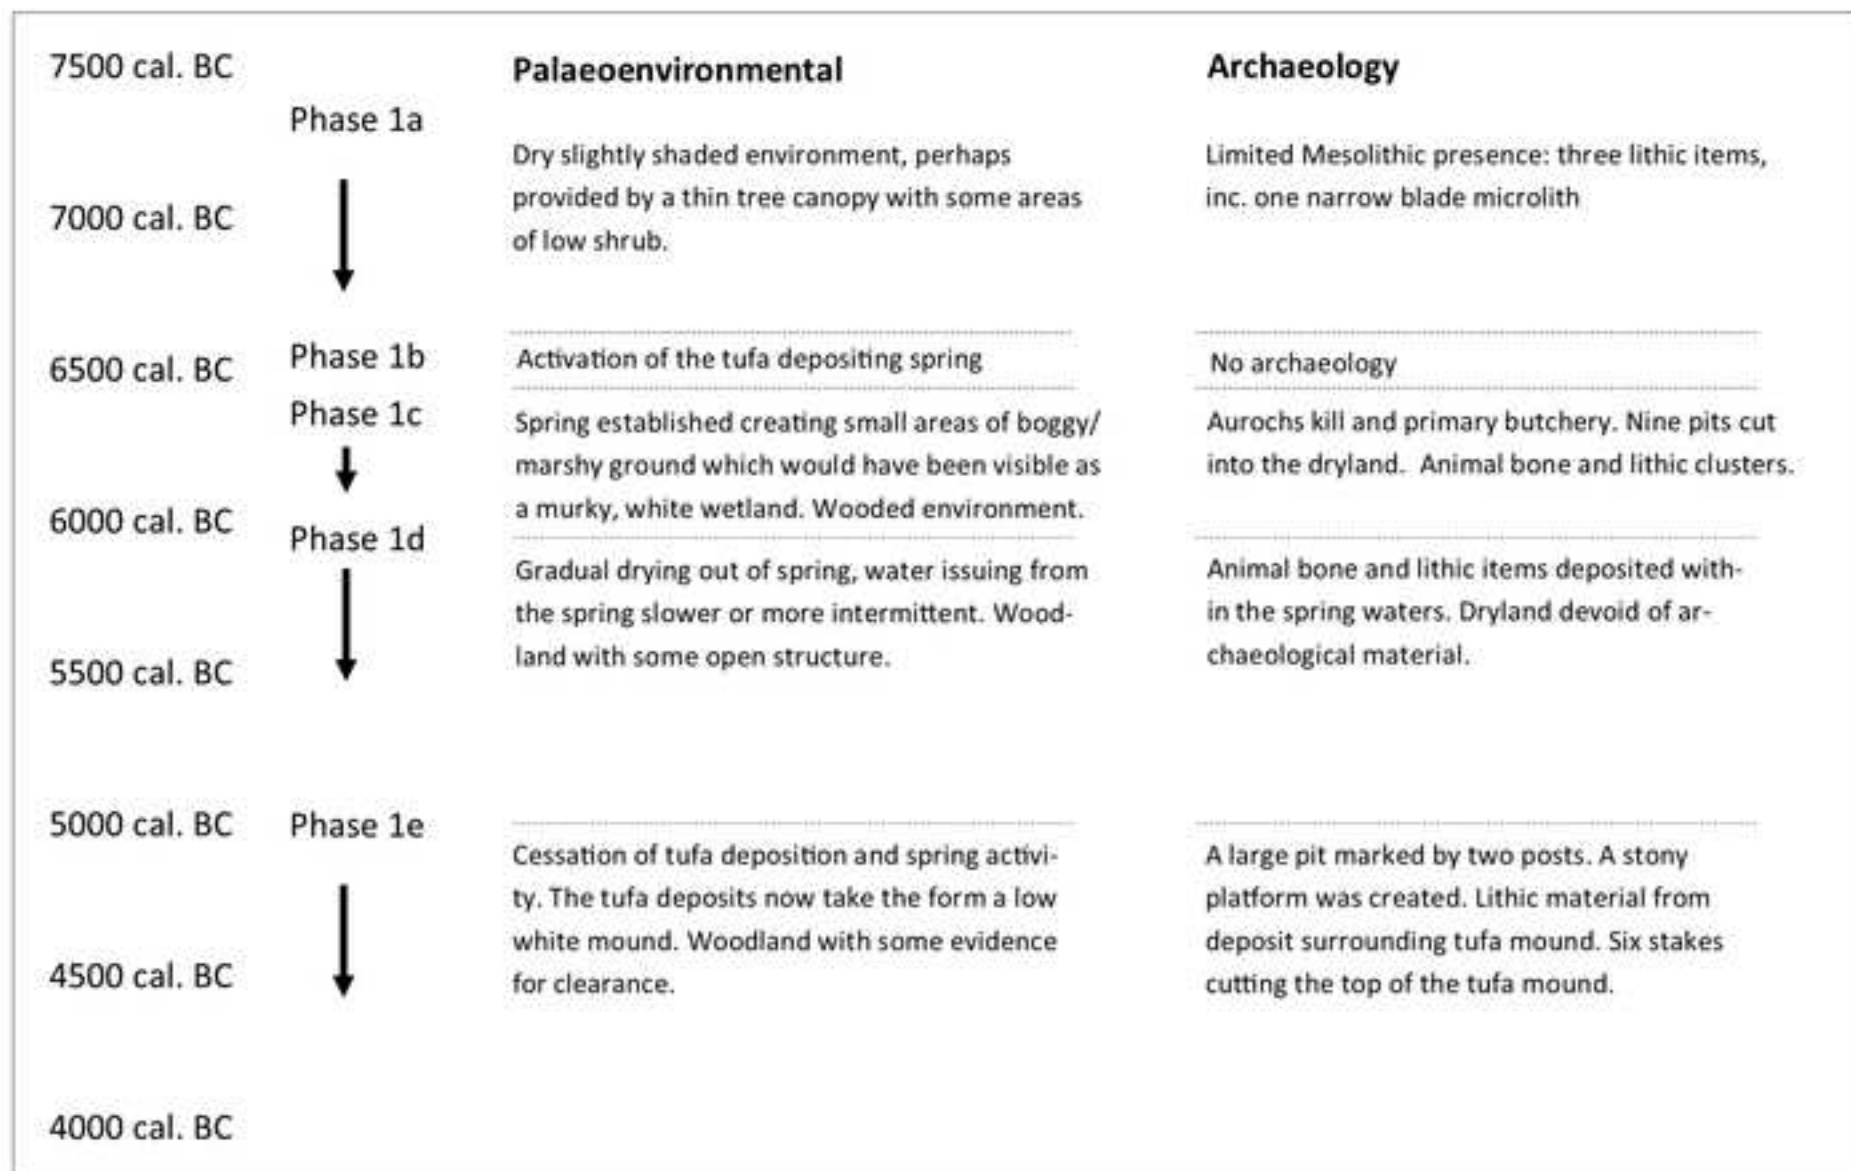 7500 cal. BC
Palaeoenvironmental
Archaeology
Phase 1a
Dry slightly shaded environment, perhaps
provided by a thin tree canopy with some areas
of low shrub.
Limited Mesolithic presence: three lithic items,
inc. one narrow blade microlith
7000 cal. BC
Phase 1b
Activation of the tufa depositing spring
No archaeology
6500 cal. BC
Phase 1c
Spring established creating small areas of boggy/
marshy ground which would have been visible as
a murky, white wetland. Wooded environment.
Aurochs kill and primary butchery. Nine pits cut
into the dryland. Animal bone and lithic clusters.
6000 cal. BC
Phase 1d
Gradual drying out of spring, water issuing from
the spring slower or more intermittent. Wood-
land with some open structure.
Animal bone and lithic items deposited with-
in the spring waters. Dryland devoid of ar-
chaeological material.
5500 cal. BC
5000 cal. BC
Phase 1e
Cessation of tufa deposition and spring activi-
ty. The tufa deposits now take the form a low
white mound. Woodland with some evidence
for clearance.
A large pit marked by two posts. A stony
platform was created. Lithic material from
deposit surrounding tufa mound. Six stakes
cutting the top of the tufa mound.
4500 cal. BC
4000 cal. BC